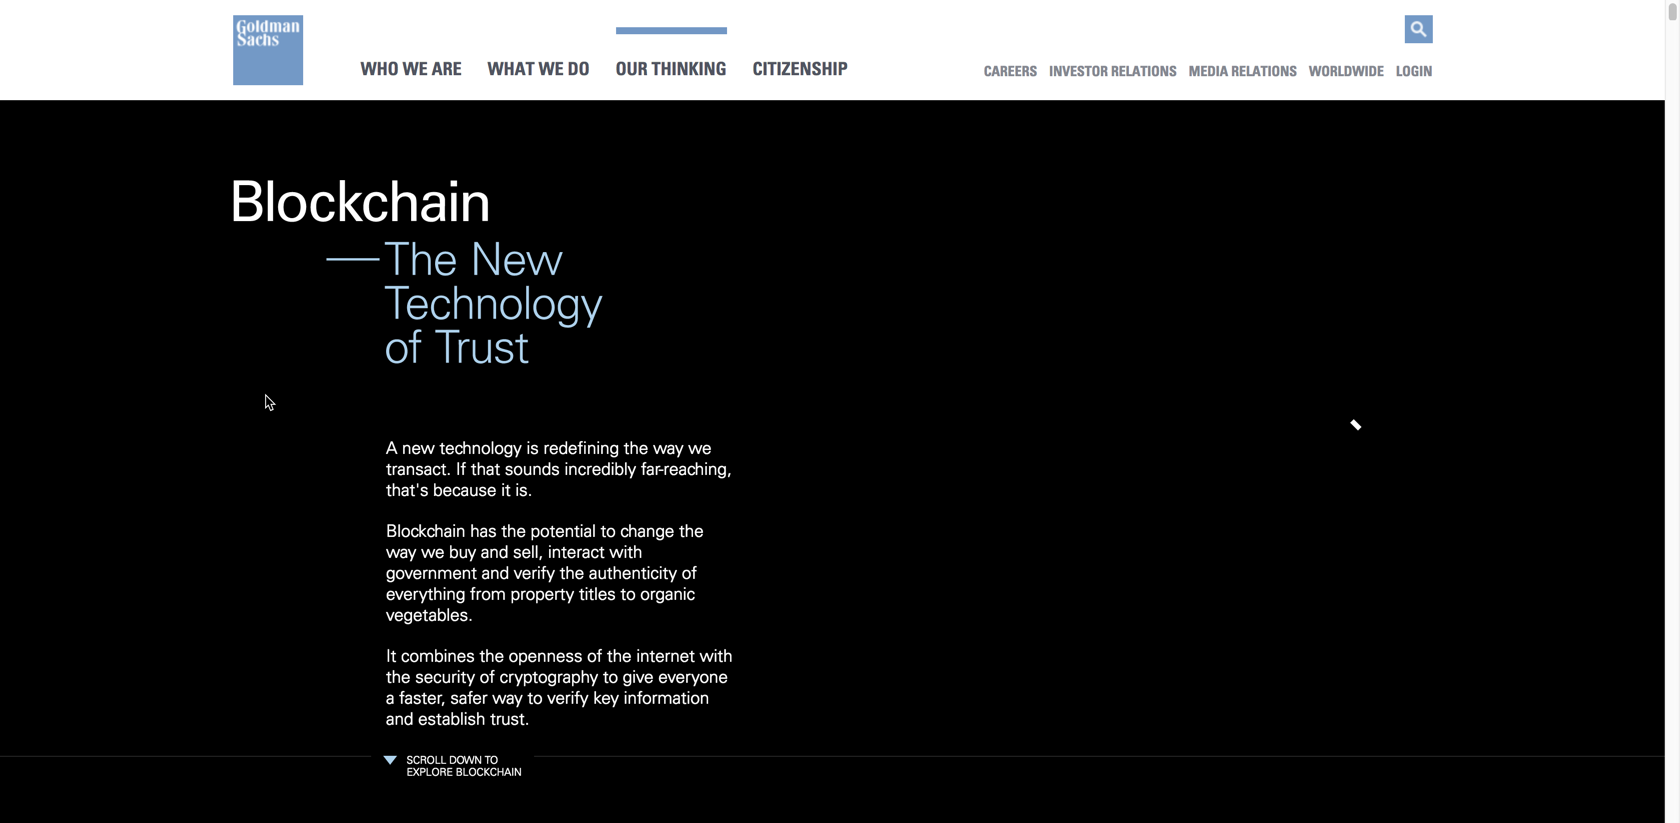 Goldman
Sachs
WHO WE ARE
WHAT WE DO
OUR THINKING
CITIZENSHIP
CAREERS
INVESTOR RELATIONS
MEDIA RELATIONS
WORLDWIDE
LOGIN
Blockchain
—The New
Technology
of Trust
A new technology is redefining the way we
transact. If that sounds incredibly far-reaching,
that's because it is.
Blockchain has the potential to change the
way we buy and sell, interact with
government and verify the authenticity of
everything from property titles to organic
vegetables.
It combines the openness of the internet with
the security of cryptography to give everyone
a faster, safer way to verify key information
and establish trust.
SCROLL DOWN TO
EXPLORE BLOCKCHAIN